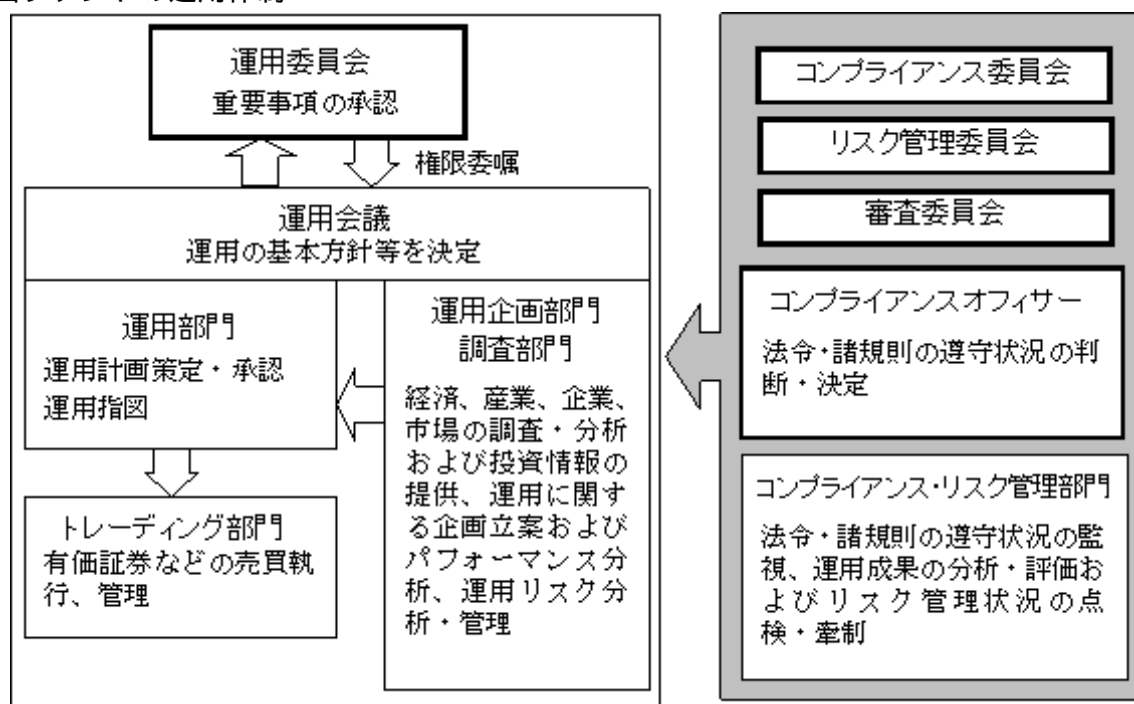 運用委員会
重要事項の承認
権限委嘱
運用会議
運用の基本方針等を決定
運用部門
運用計画策定・承認
運用指図
運用企画部門
調査部門
経済、産業、企業、
市場の調査・分析
および投資情報の
提供、運用に関す
る企画立案および
パフォーマンス分
析、運用リスク分
析・管理
トレーディング部門
有価証券などの売買執
行、管理
コンプライアンス委員会
リスク管理委員会
審査委員会
コンプライアンスオフィサー
法令・諸規則の遵守状況の判
断・決定
コンプライアンス・リスク管理部門
法令・諸規則の遵守状況の監
視、運用成果の分析・評価お
よびリスク管理状況の点
検・牽制